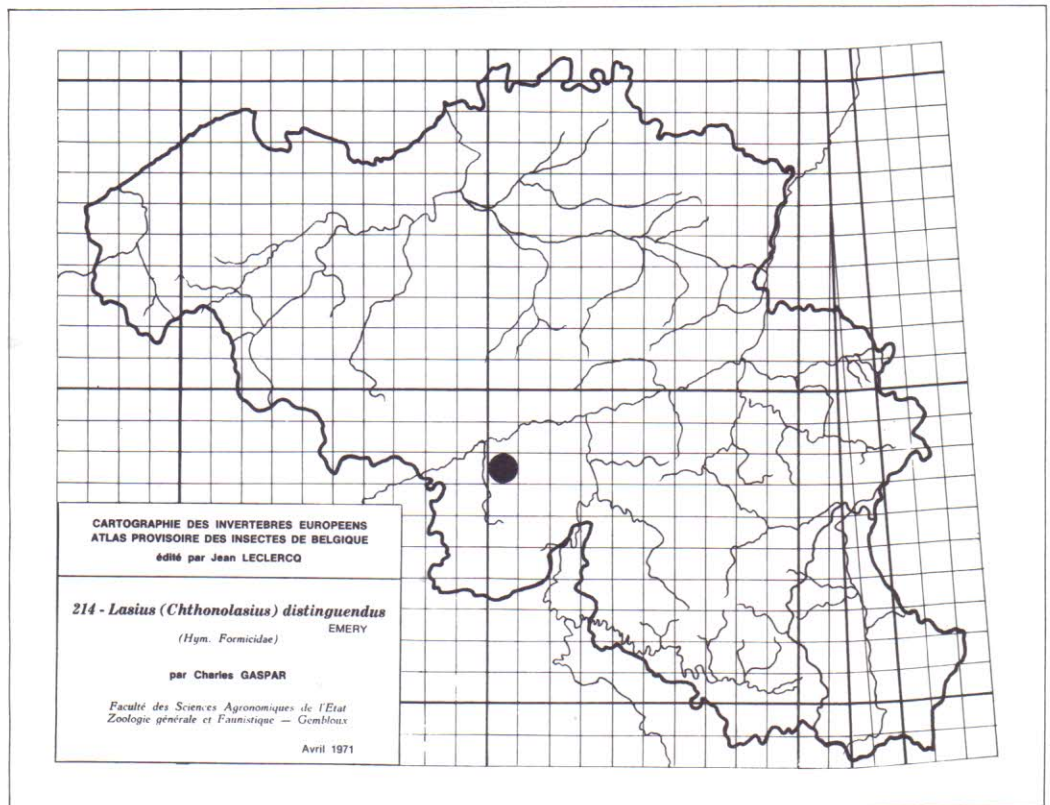 CARTOGRAPHIE DES INVERTEBRES EUROPEENS
ATLAS PROVISOIRE DES INSECTES DE BELGIQUE
édité par Jean LECLERCQ
214 - Lasius (Chthonolasius) distinguendus
EMERY
(Hym. Formicidae)
par Charles GASPAR
Faculté des Sciences Agronomiques de l'Etat
Zoologie générale et Faunistique — Gembloux
Avril 1971